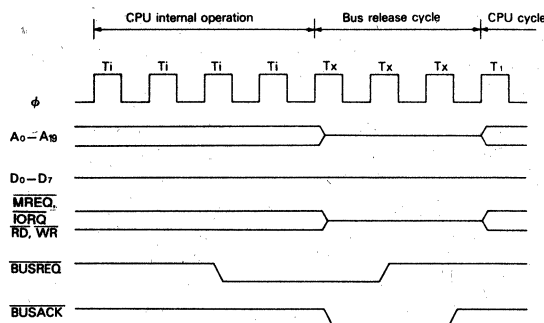 CPU internal operation Bus release cycle CPU cycle
Ti Ti Ti Ti Tx Tx Tx T1
φ
A0–A19
D0–D7
MREQ,
IORQ
RD, WR
BUSREQ
BUSACK